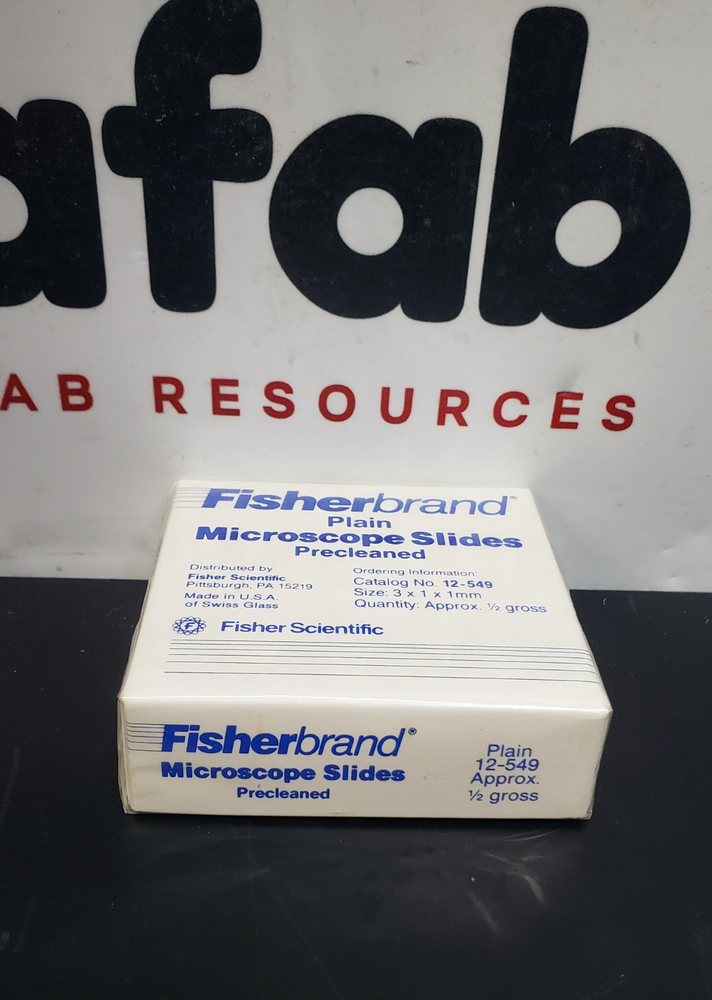 afab
AB RESOURCES
Fisherbrand®
Plain
Microscope Slides
Precleaned
Distributed by
Fisher Scientific
Pittsburgh, PA 15219
Made in U.S.A.
of Swiss Glass
Ordering Information:
Catalog No. 12-549
Size: 3 x 1 x 1mm
Quantity: Approx. ½ gross
F Fisher Scientific
Fisherbrand®
Microscope Slides
Precleaned
Plain
12-549
Approx.
½ gross